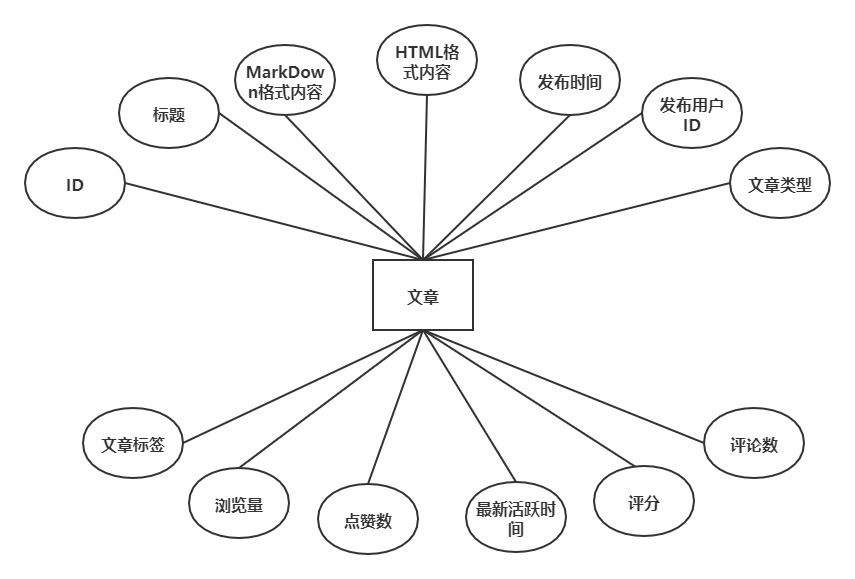 HTML格
式内容
MarkDow
n格式内容
发布时间
标题
发布用户
ID
ID
文章类型
文章
文章标签
评论数
浏览量
点赞数
最新活跃时
间
评分